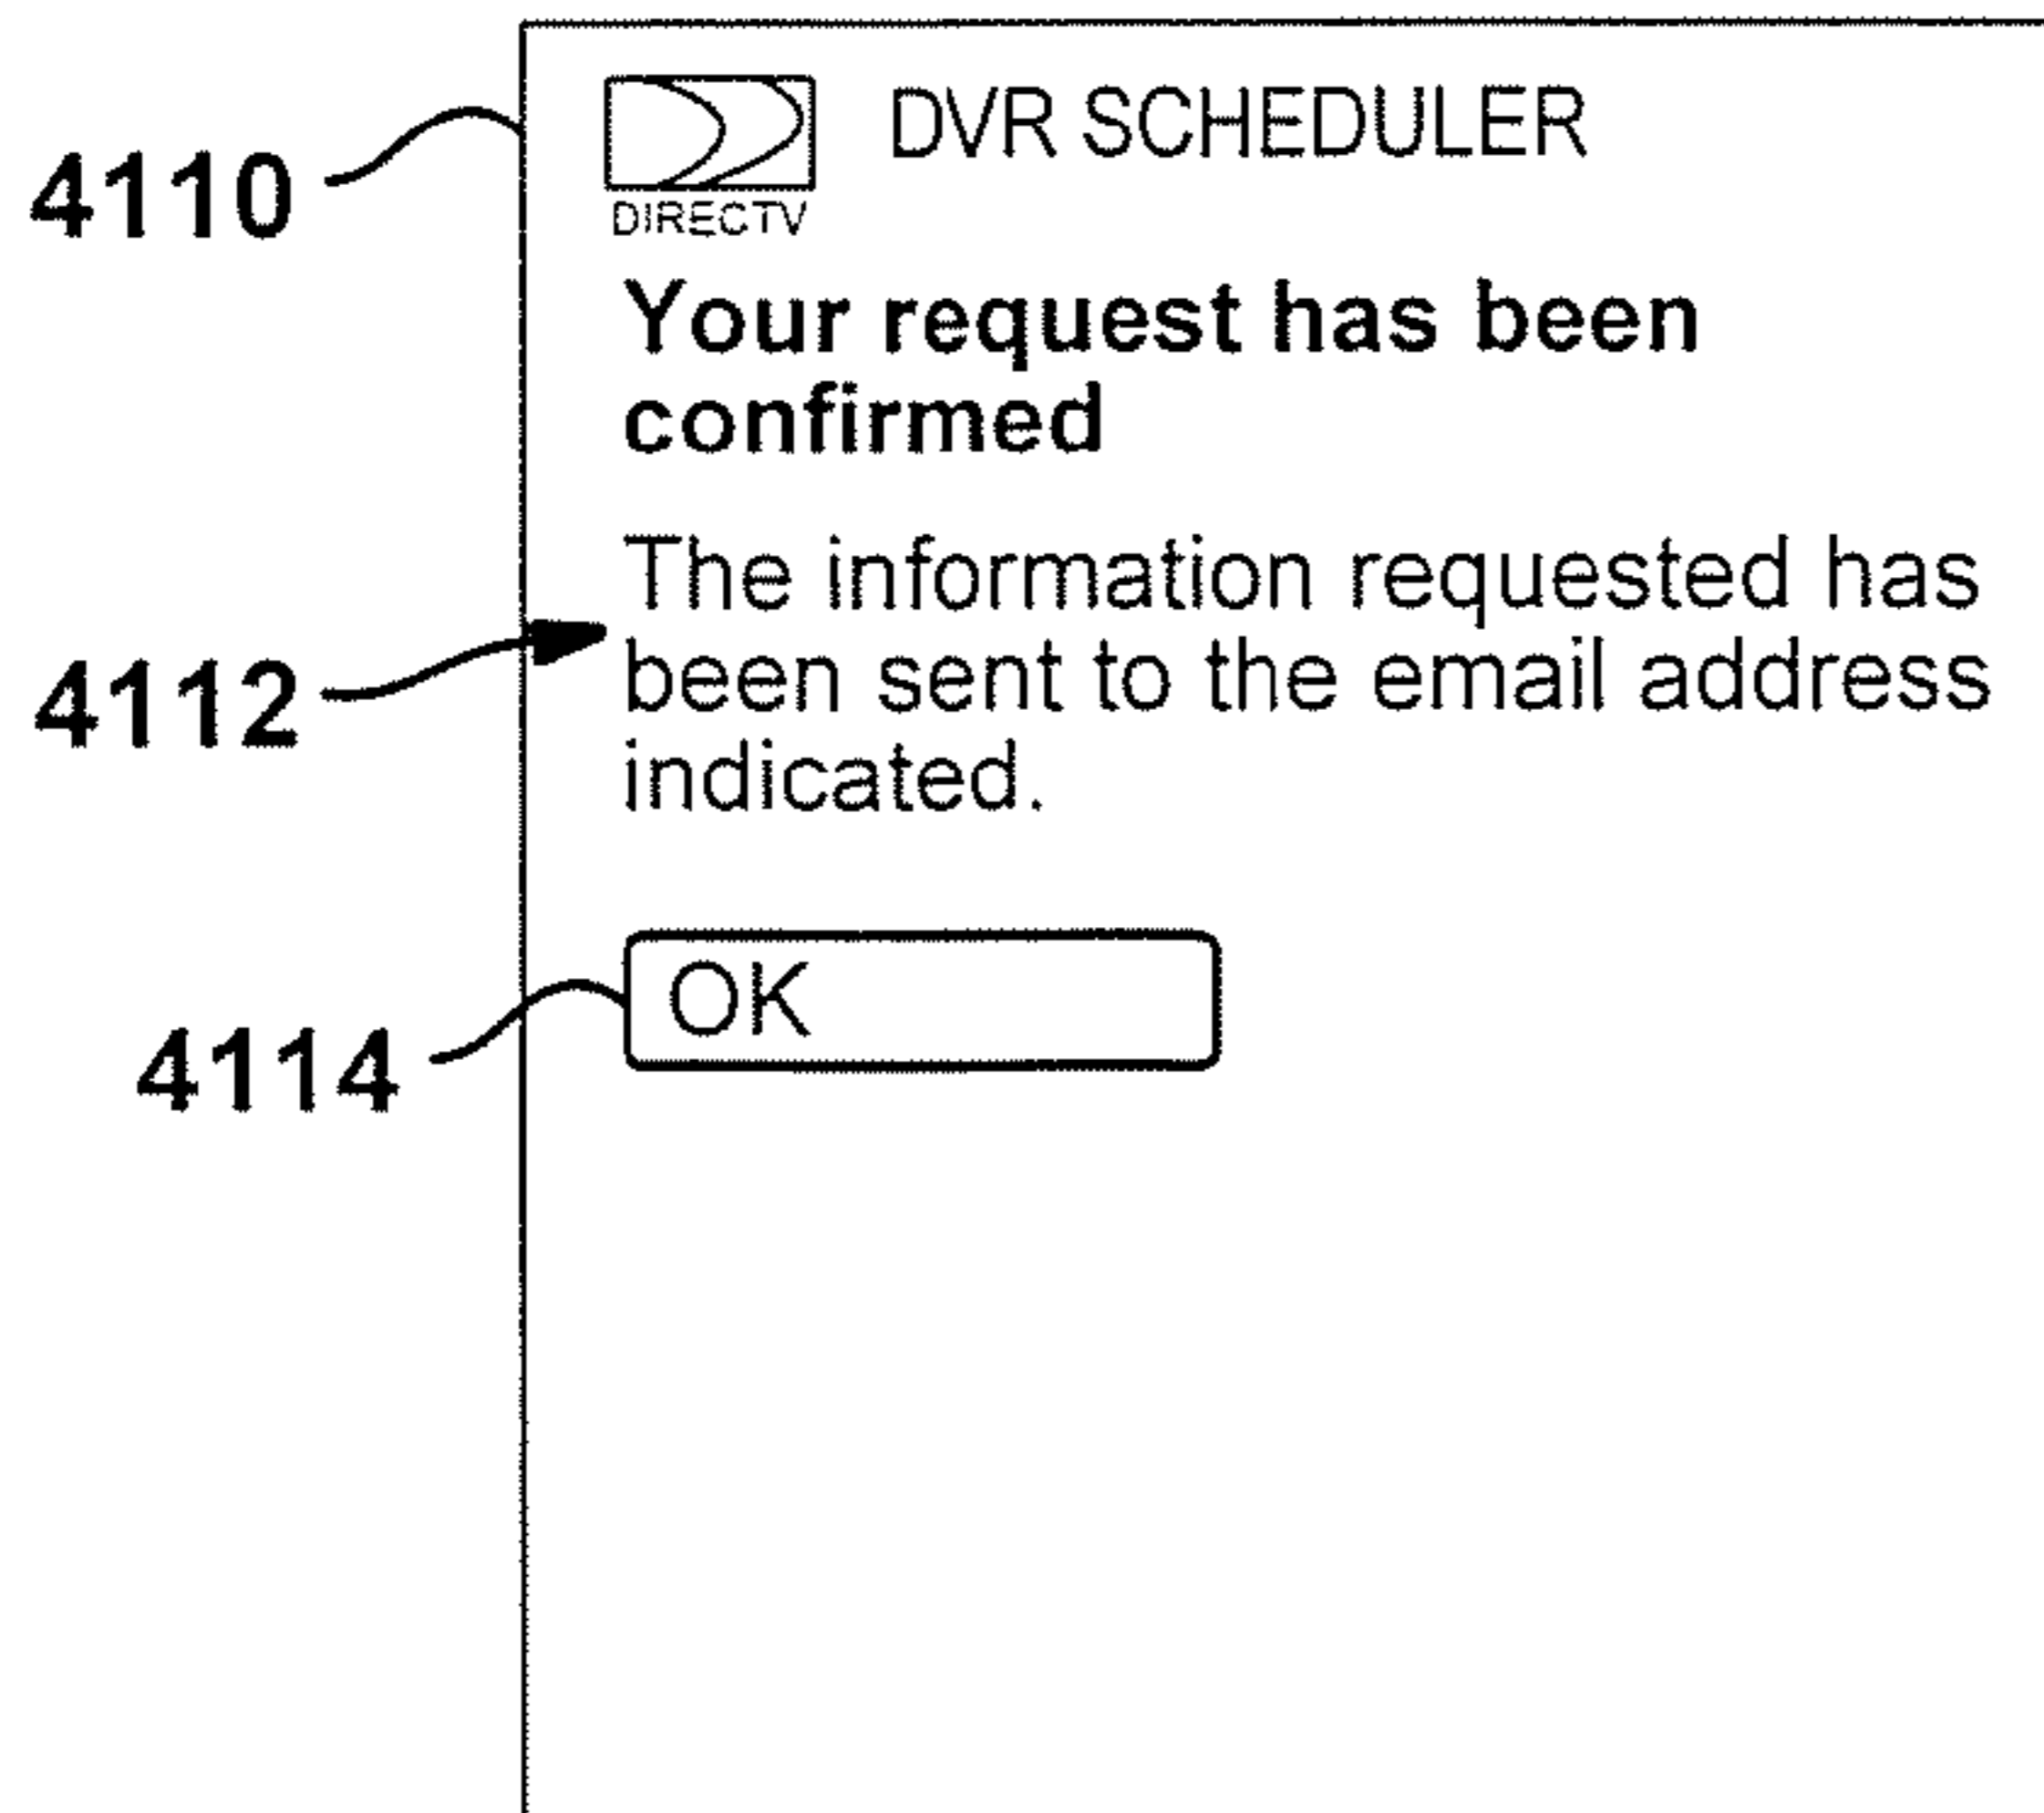 4110
DVR SCHEDULER
DIRECTV
Your request has been
confirmed
The information requested has
4112
been sent to the email address
indicated.
OK
4114